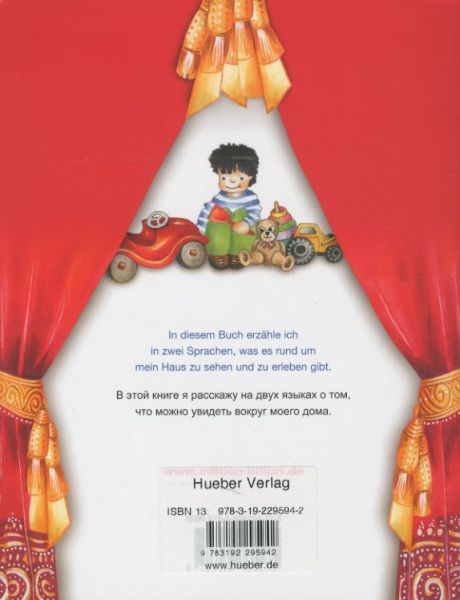 In diesem Buch erzähle ich
in zwei Sprachen, was es rund um
mein Haus zu sehen und zu erleben gibt.
В этой книге я расскажу на двух языках о том,
что можно увидеть вокруг моего дома.
www.edition-bilibri.de
Hueber Verlag
ISBN 13: 978-3-19-229594-2
9 783192 295942
www.hueber.de